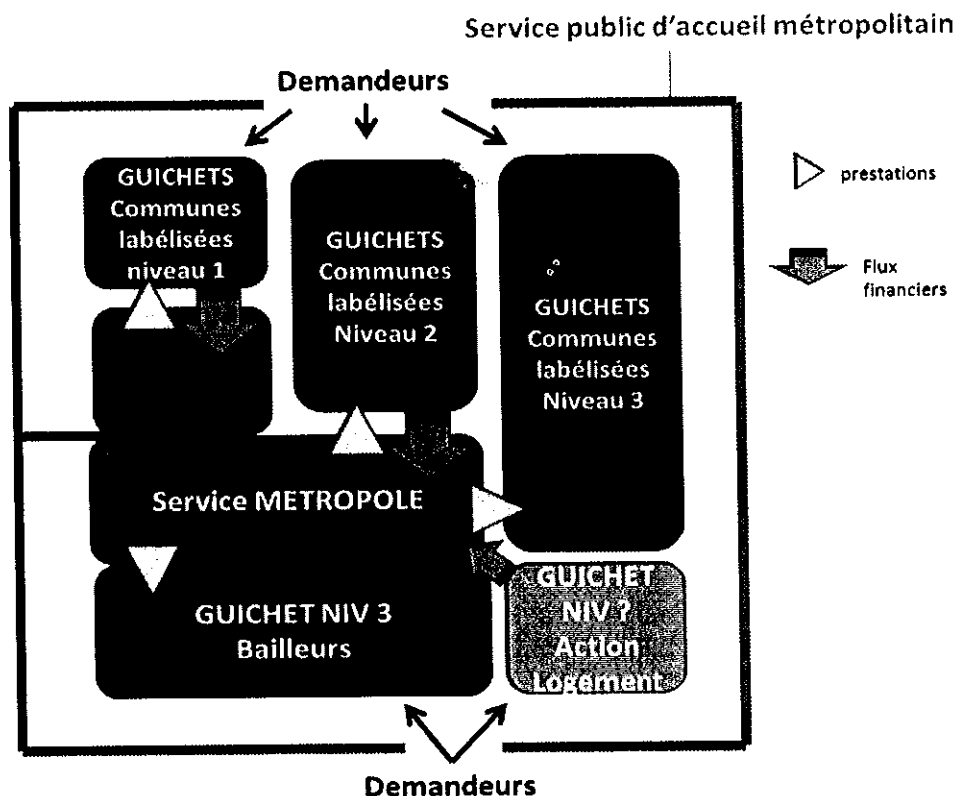 Service public d'accueil métropolitain
Demandeurs
GUICHETS
Communes
labélisées
niveau 1
GUICHETS
Communes
labélisées
Niveau 2
GUICHETS
Communes
labélisées
Niveau 3
prestations
Flux
financiers
Service METROPOLE
GUICHET NIV 3
Bailleurs
GUICHET
NIV ?
Action
Logement
Demandeurs